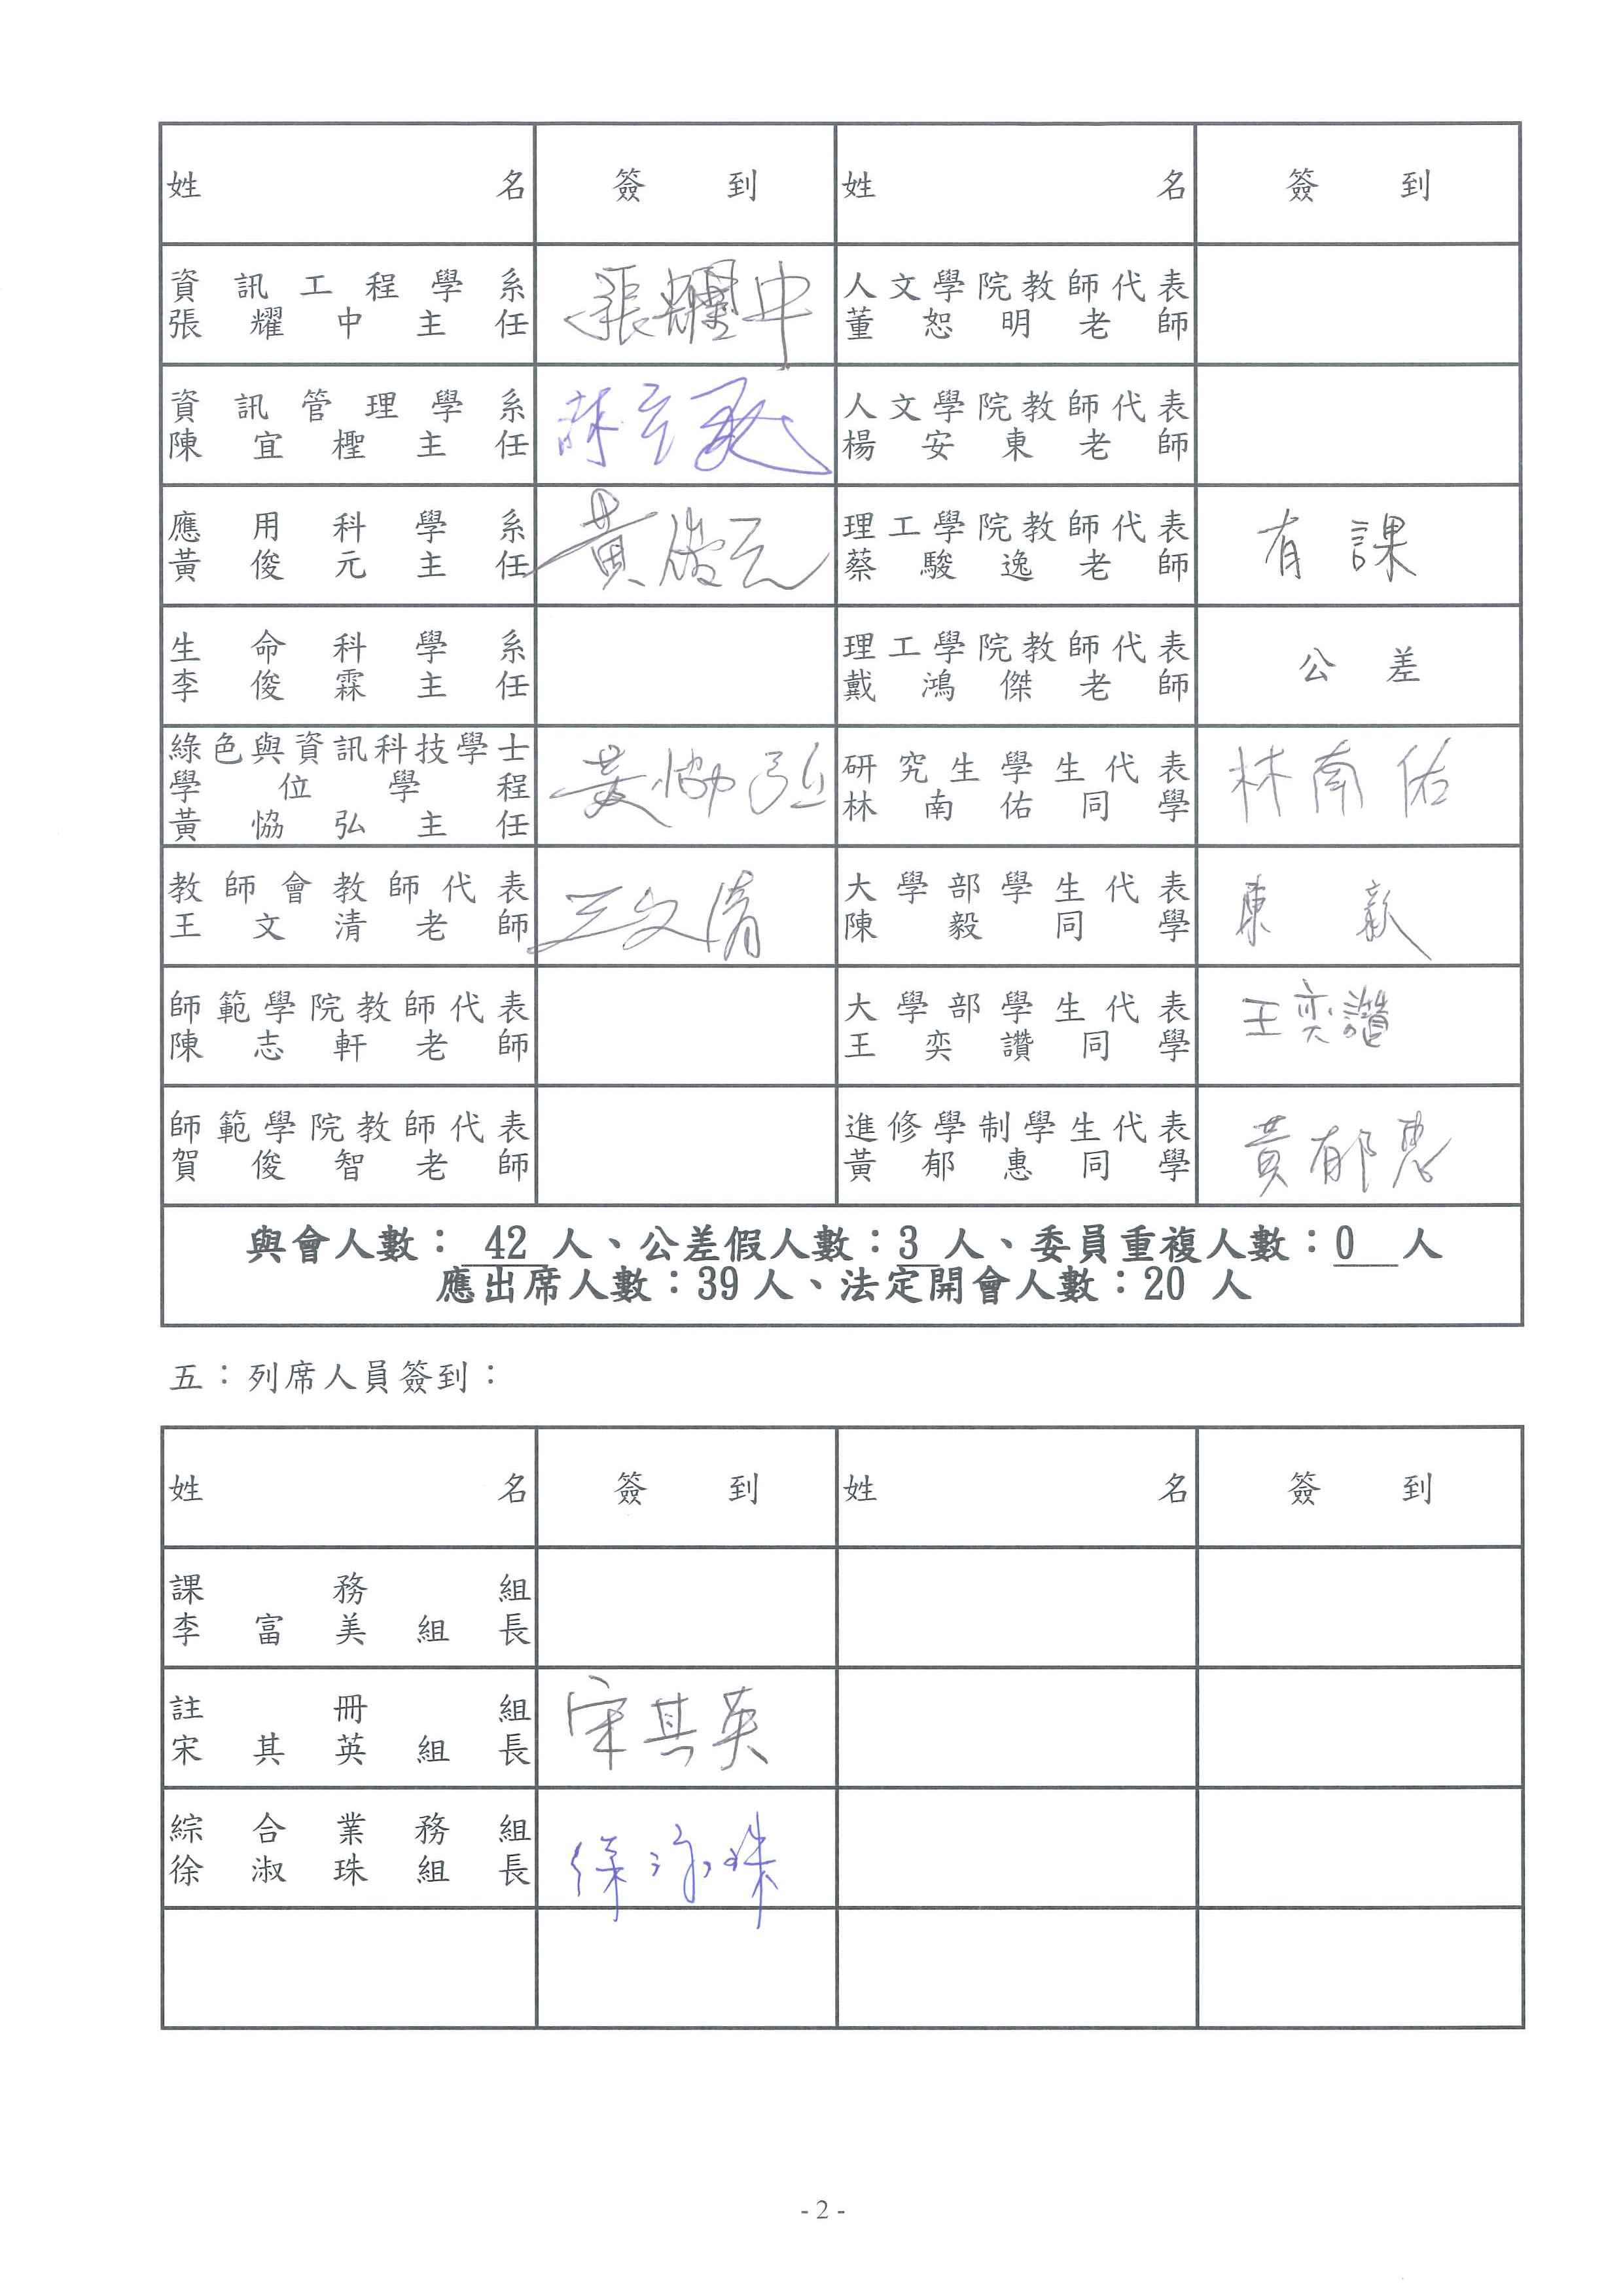 姓名 簽到 姓名 簽到
資訊工程學系
張耀中主任
張耀中
人文學院教師代表
董恕明老師
資訊管理學系
陳宜檉主任
人文學院教師代表
楊安東老師
應用科學系
黃俊元主任
黃俊元
理工學院教師代表
蔡駿逸老師
有課
生命科學系
李俊霖主任
理工學院教師代表
戴鴻傑老師
公差
綠色與資訊科技學士
學位學程
黃恊弘主任
黃恊弘
研究生學生代表
林南佑同學
林南佑
教師會教師代表
王文清老師
王文清
大學部學生代表
陳毅同學
陳毅
師範學院教師代表
陳志軒老師
大學部學生代表
王奕讚同學
王奕讚
師範學院教師代表
賀俊智老師
進修學制學生代表
黃郁惠同學
黃郁惠
與會人數：42人、公差假人數：3人、委員重複人數：0人
應出席人數：39人、法定開會人數：20人
五：列席人員簽到：
姓名 簽到 姓名 簽到
課務組
李富美組長
註冊組
宋其英組長
宋其英
綜合業務組
徐淑珠組長
徐淑珠
- 2 -